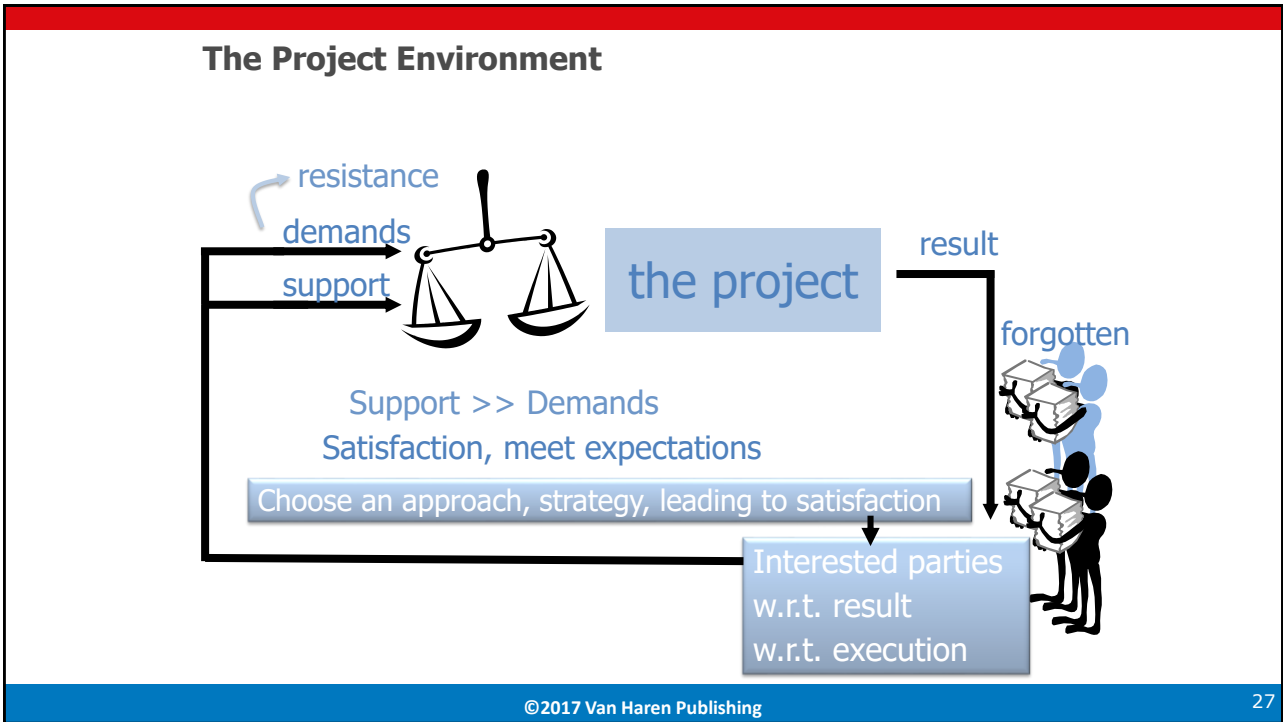 The Project Environment
resistance
demands
support
the project
result
forgotten
Support >> Demands
Satisfaction, meet expectations
Choose an approach, strategy, leading to satisfaction
Interested parties
w.r.t. result
w.r.t. execution
©2017 Van Haren Publishing
27